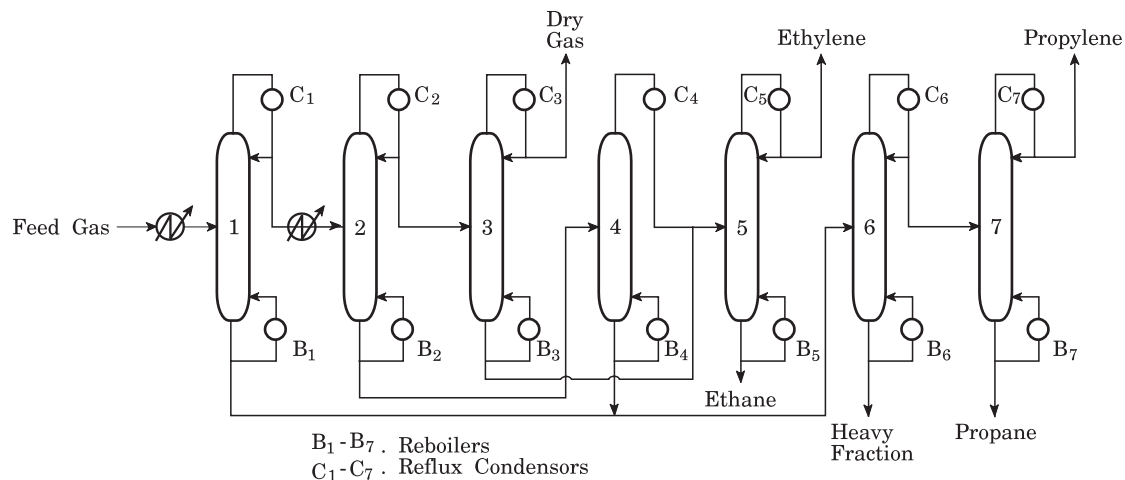 Dry
Gas
Ethylene
Propylene
C1
C2
C3
C4
C5
C6
C7
Feed Gas
1
2
3
4
5
6
7
B1
B2
B3
B4
B5
B6
B7
Ethane
Heavy
Fraction
Propane
B1-B7. Reboilers
C1-C7. Reflux Condensors